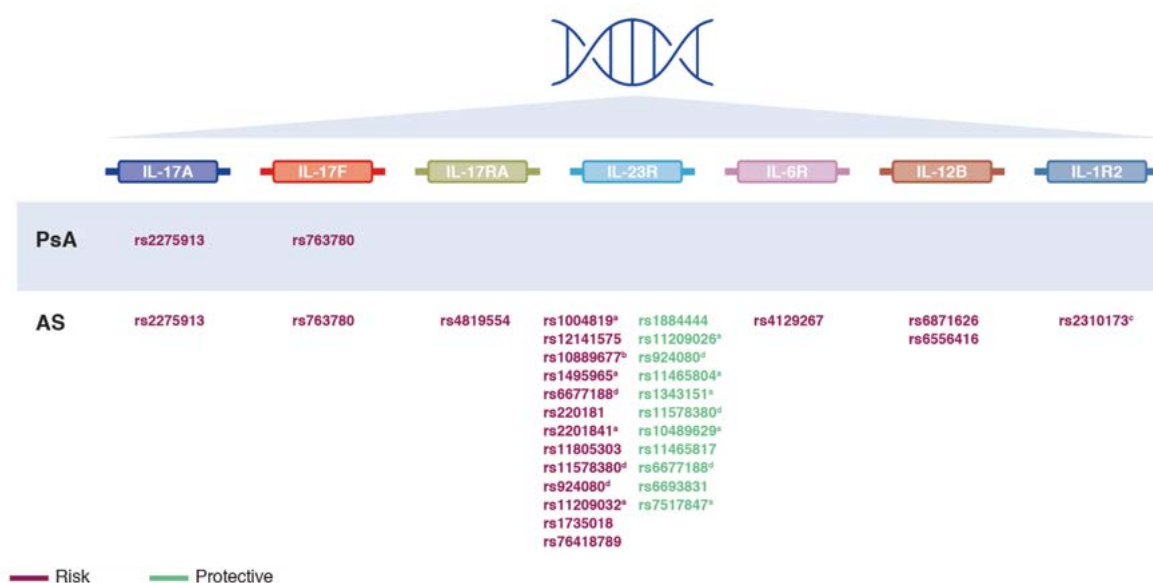 IL-17A IL-17F IL-17RA IL-23R IL-6R IL-12B IL-1R2
PsA rs2275913 rs763780
AS rs2275913 rs763780 rs4819554 rs1004819ᵃ rs1884444 rs4129267 rs6871626 rs2310173ᶜ
rs12141575 rs11209026ᵃ rs6556416
rs10889677ᵇ rs924080ᵈ
rs1495965ᵃ rs11465804ᵃ
rs6677188ᵈ rs1343151ᵃ
rs220181 rs11578380ᵈ
rs2201841ᵃ rs10489629ᵃ
rs11805303 rs11465817
rs11578380ᵈ rs6677188ᵈ
rs924080ᵈ rs6693831
rs11209032ᵃ rs7517847ᵃ
rs1735018
rs76418789
Risk Protective